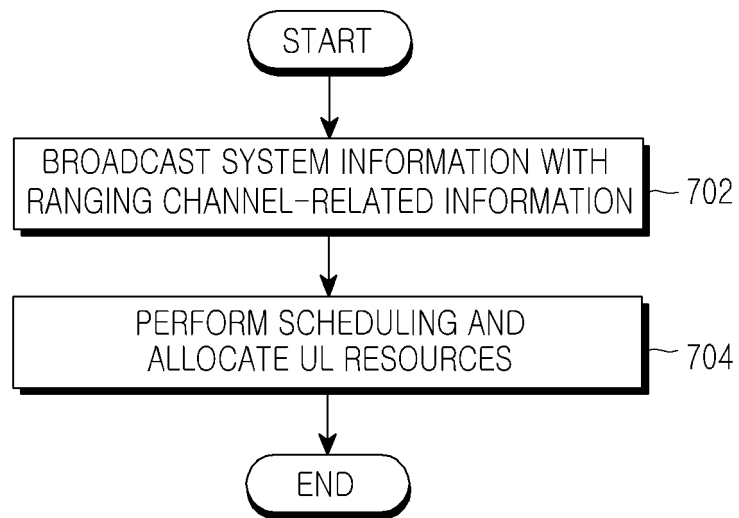 START
BROADCAST SYSTEM INFORMATION WITH
RANGING CHANNEL-RELATED INFORMATION
702
PERFORM SCHEDULING AND
ALLOCATE UL RESOURCES
704
END